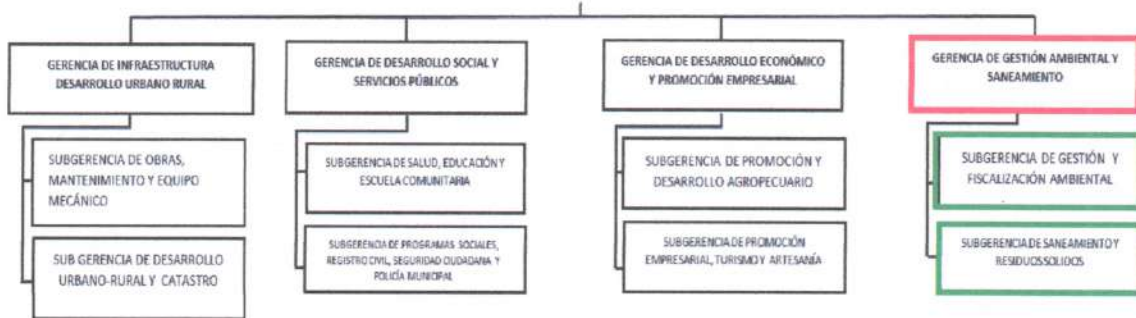 GERENCIA DE INFRAESTRUCTURA
DESARROLLO URBANO RURAL
SUBGERENCIA DE OBRAS,
MANTENIMIENTO Y EQUIPO
MECÁNICO
SUB GERENCIA DE DESARROLLO
URBANO-RURAL Y CATASTRO
GERENCIA DE DESARROLLO SOCIAL Y
SERVICIOS PÚBLICOS
SUBGERENCIA DE SALUD, EDUCACIÓN Y
ESCUELA COMUNITARIA
SUBGERENCIA DE PROGRAMAS SOCIALES,
REGISTRO CIVIL, SEGURIDAD CIUDADANA Y
POLICÍA MUNICIPAL
GERENCIA DE DESARROLLO ECONÓMICO
Y PROMOCIÓN EMPRESARIAL
SUBGERENCIA DE PROMOCIÓN Y
DESARROLLO AGROPECUARIO
SUBGERENCIA DE PROMOCIÓN
EMPRESARIAL, TURISMO Y ARTESANÍA
GERENCIA DE GESTIÓN AMBIENTAL Y
SANEAMIENTO
SUBGERENCIA DE GESTIÓN Y
FISCALIZACIÓN AMBIENTAL
SUBGERENCIA DE SANEAMIENTO Y
RESIDUOS SOLIDOS